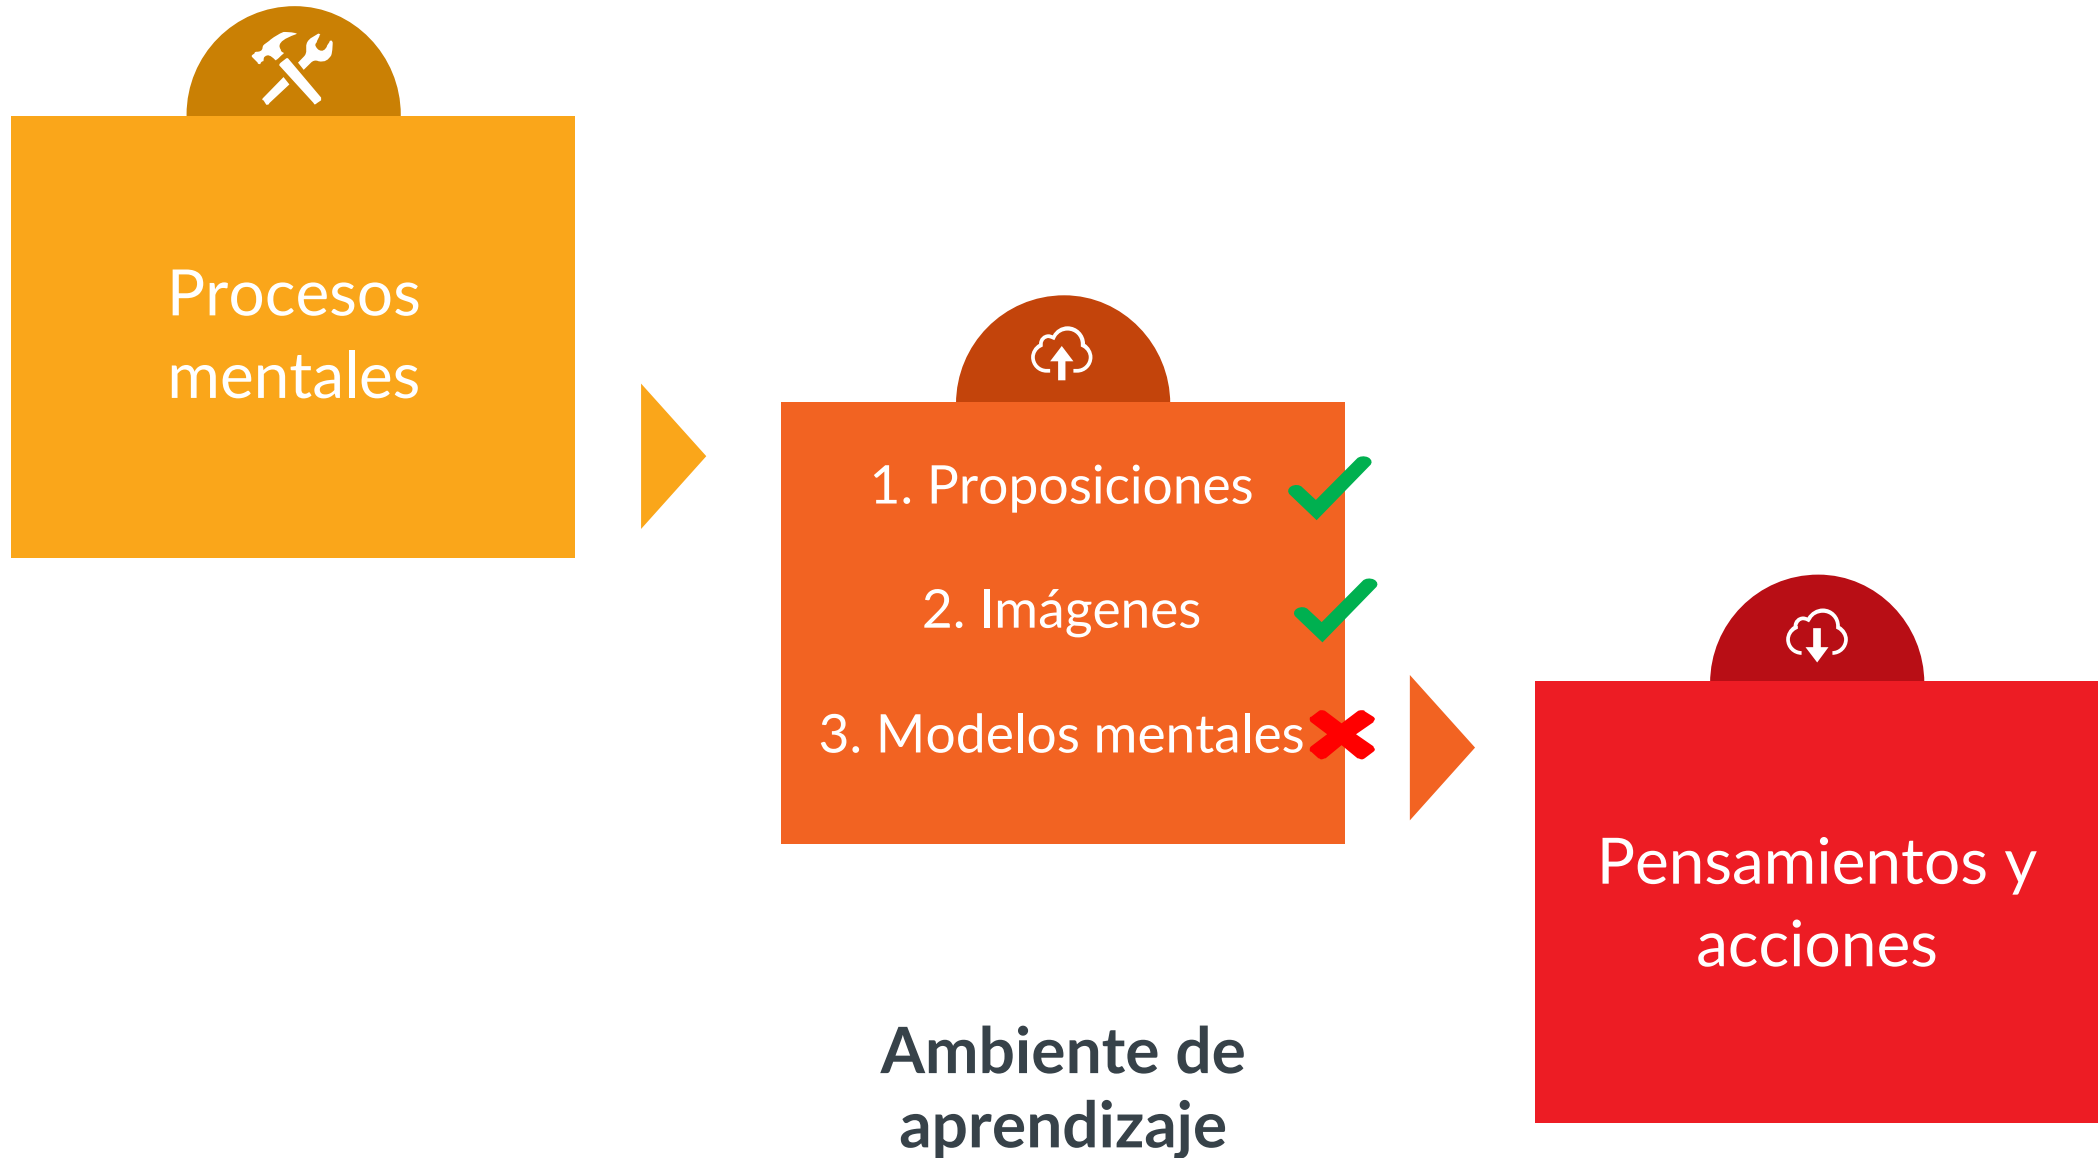 Procesos
mentales
1. Proposiciones
2. Imágenes
3. Modelos mentales
Pensamientos y
acciones
Ambiente de
aprendizaje